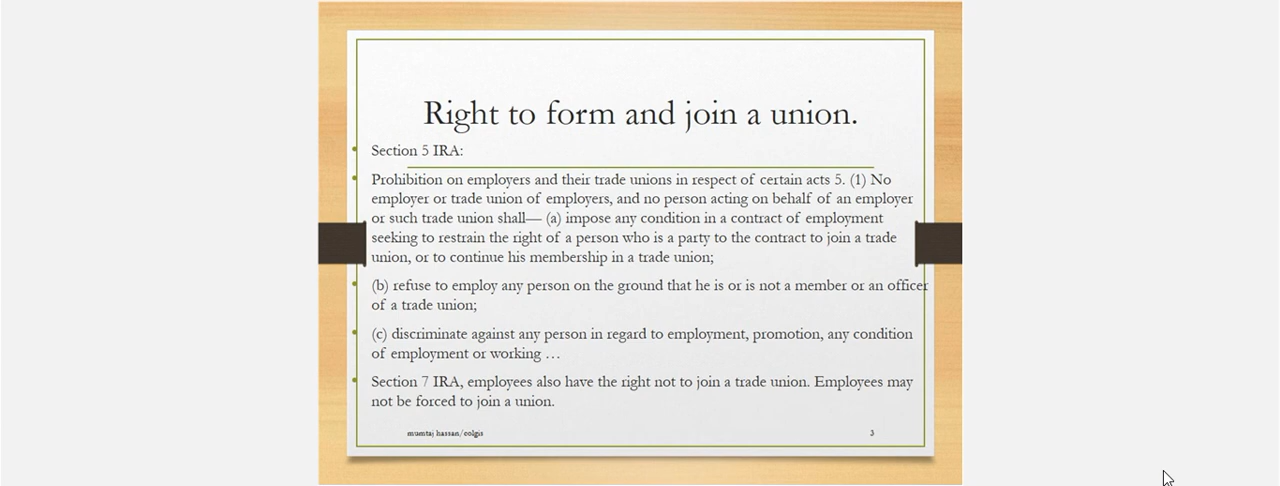 Right to form and join a union.
• Section 5 IRA:
• Prohibition on employers and their trade unions in respect of certain acts 5. (1) No
employer or trade union of employers, and no person acting on behalf of an employer
or such trade union shall— (a) impose any condition in a contract of employment
seeking to restrain the right of a person who is a party to the contract to join a trade
union, or to continue his membership in a trade union;
• (b) refuse to employ any person on the ground that he is or is not a member or an officer
of a trade union;
• (c) discriminate against any person in regard to employment, promotion, any condition
of employment or working …
• Section 7 IRA, employees also have the right not to join a trade union. Employees may
not be forced to join a union.
mumtaj hassan/colgis 3